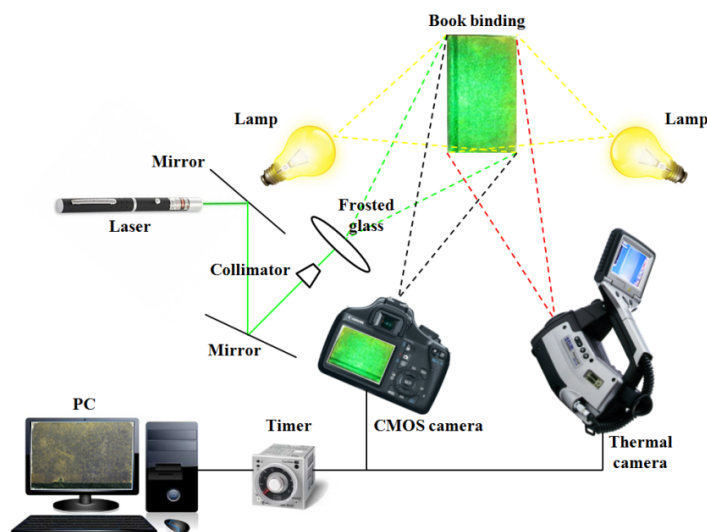 Book binding
Lamp
Lamp
Mirror
Laser
Frosted
glass
Collimator
Mirror
PC
Timer
CMOS camera
Thermal
camera